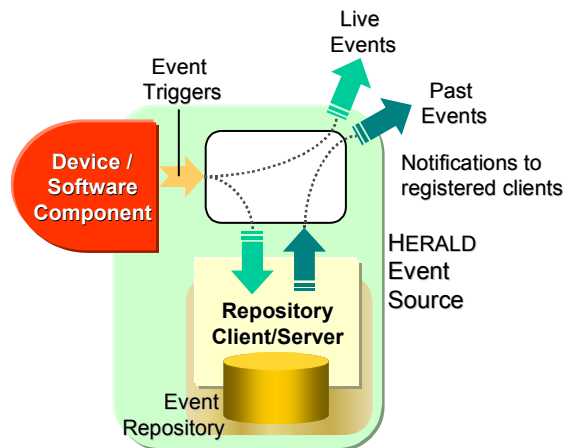 Live
Events
Event
Triggers
Past
Events
Device /
Software
Component
Notifications to
registered clients
HERALD
Event
Source
Repository
Client/Server
Event
Repository